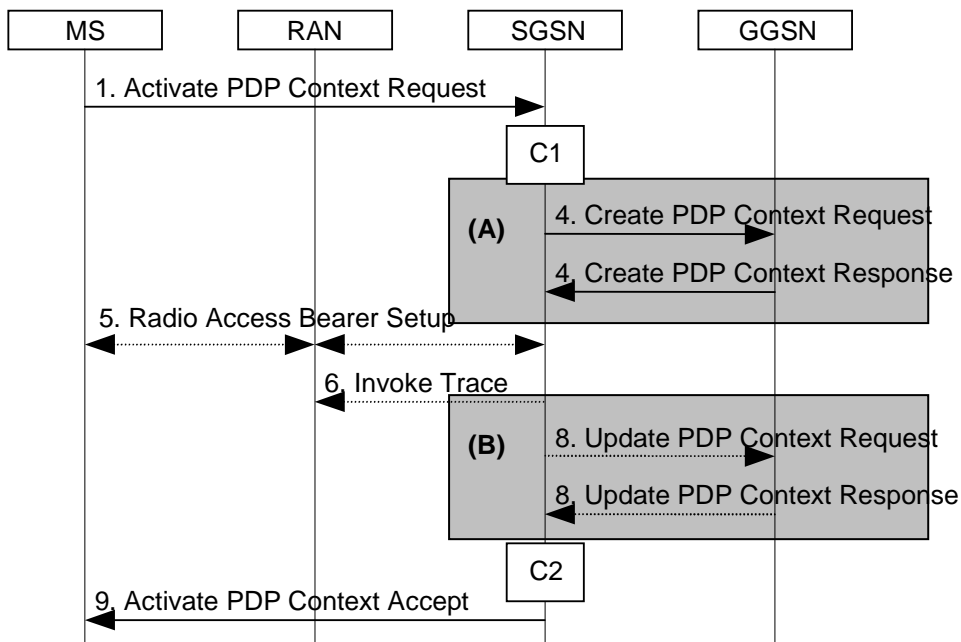 MS
RAN
SGSN
GGSN
1. Activate PDP Context Request
C1
(A)
4. Create PDP Context Request
4. Create PDP Context Response
5. Radio Access Bearer Setup
6. Invoke Trace
(B)
8. Update PDP Context Request
8. Update PDP Context Response
C2
9. Activate PDP Context Accept